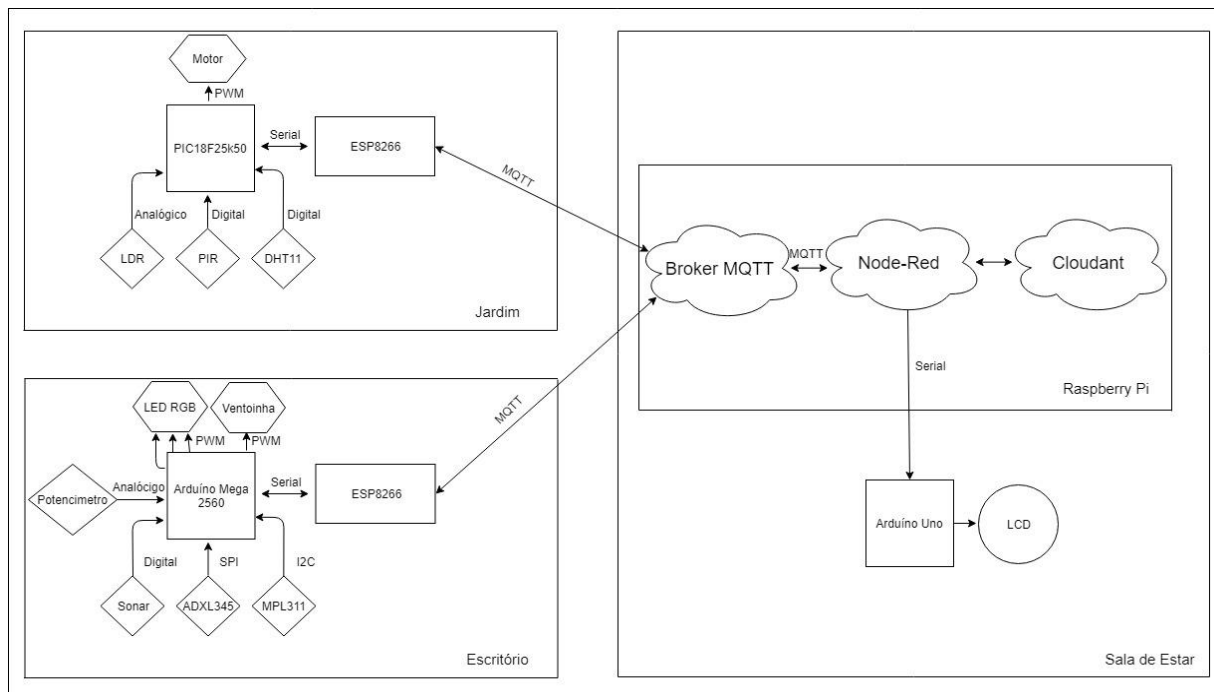 Motor
PWM
PIC18F25k50
Serial
ESP8266
Analógico
Digital
Digital
LDR
PIR
DHT11
Jardim
MQTT
LED RGB
Ventoinha
PWM
PWM
Potencimetro
Analócigo
Arduíno Mega
2560
Serial
ESP8266
Digital
SPI
I2C
Sonar
ADXL345
MPL311
Escritório
MQTT
Broker MQTT
MQTT
Node-Red
Cloudant
Serial
Raspberry Pi
Arduíno Uno
LCD
Sala de Estar